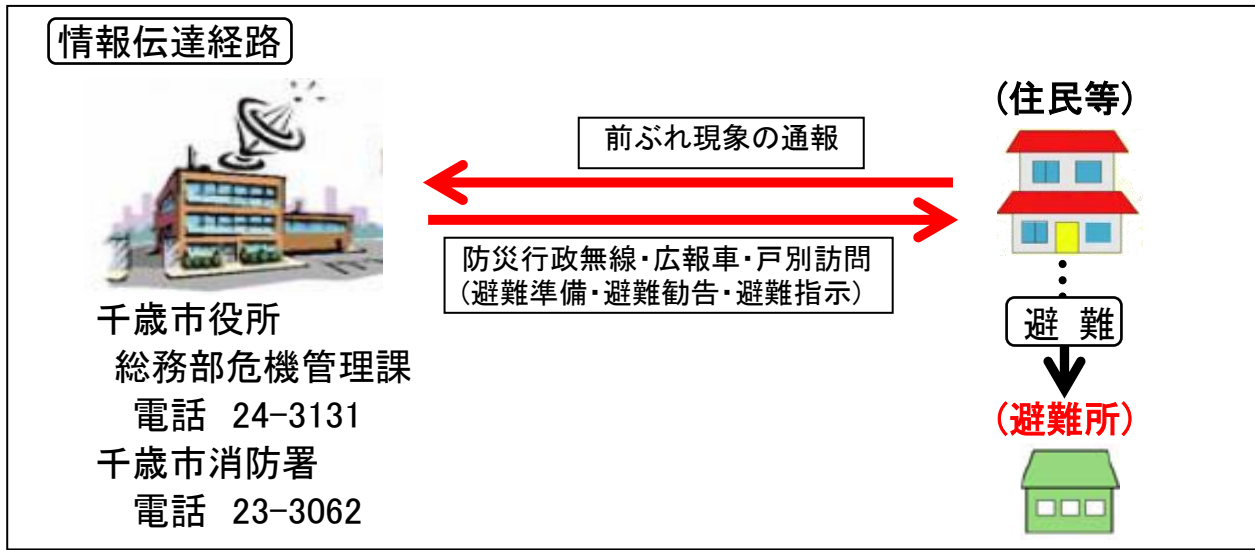 情報伝達経路
(住民等)
前ぶれ現象の通報
防災行政無線・広報車・戸別訪問
(避難準備・避難勧告・避難指示)
千歳市役所
総務部危機管理課
電話 24-3131
千歳市消防署
電話 23-3062
避 難
(避難所)